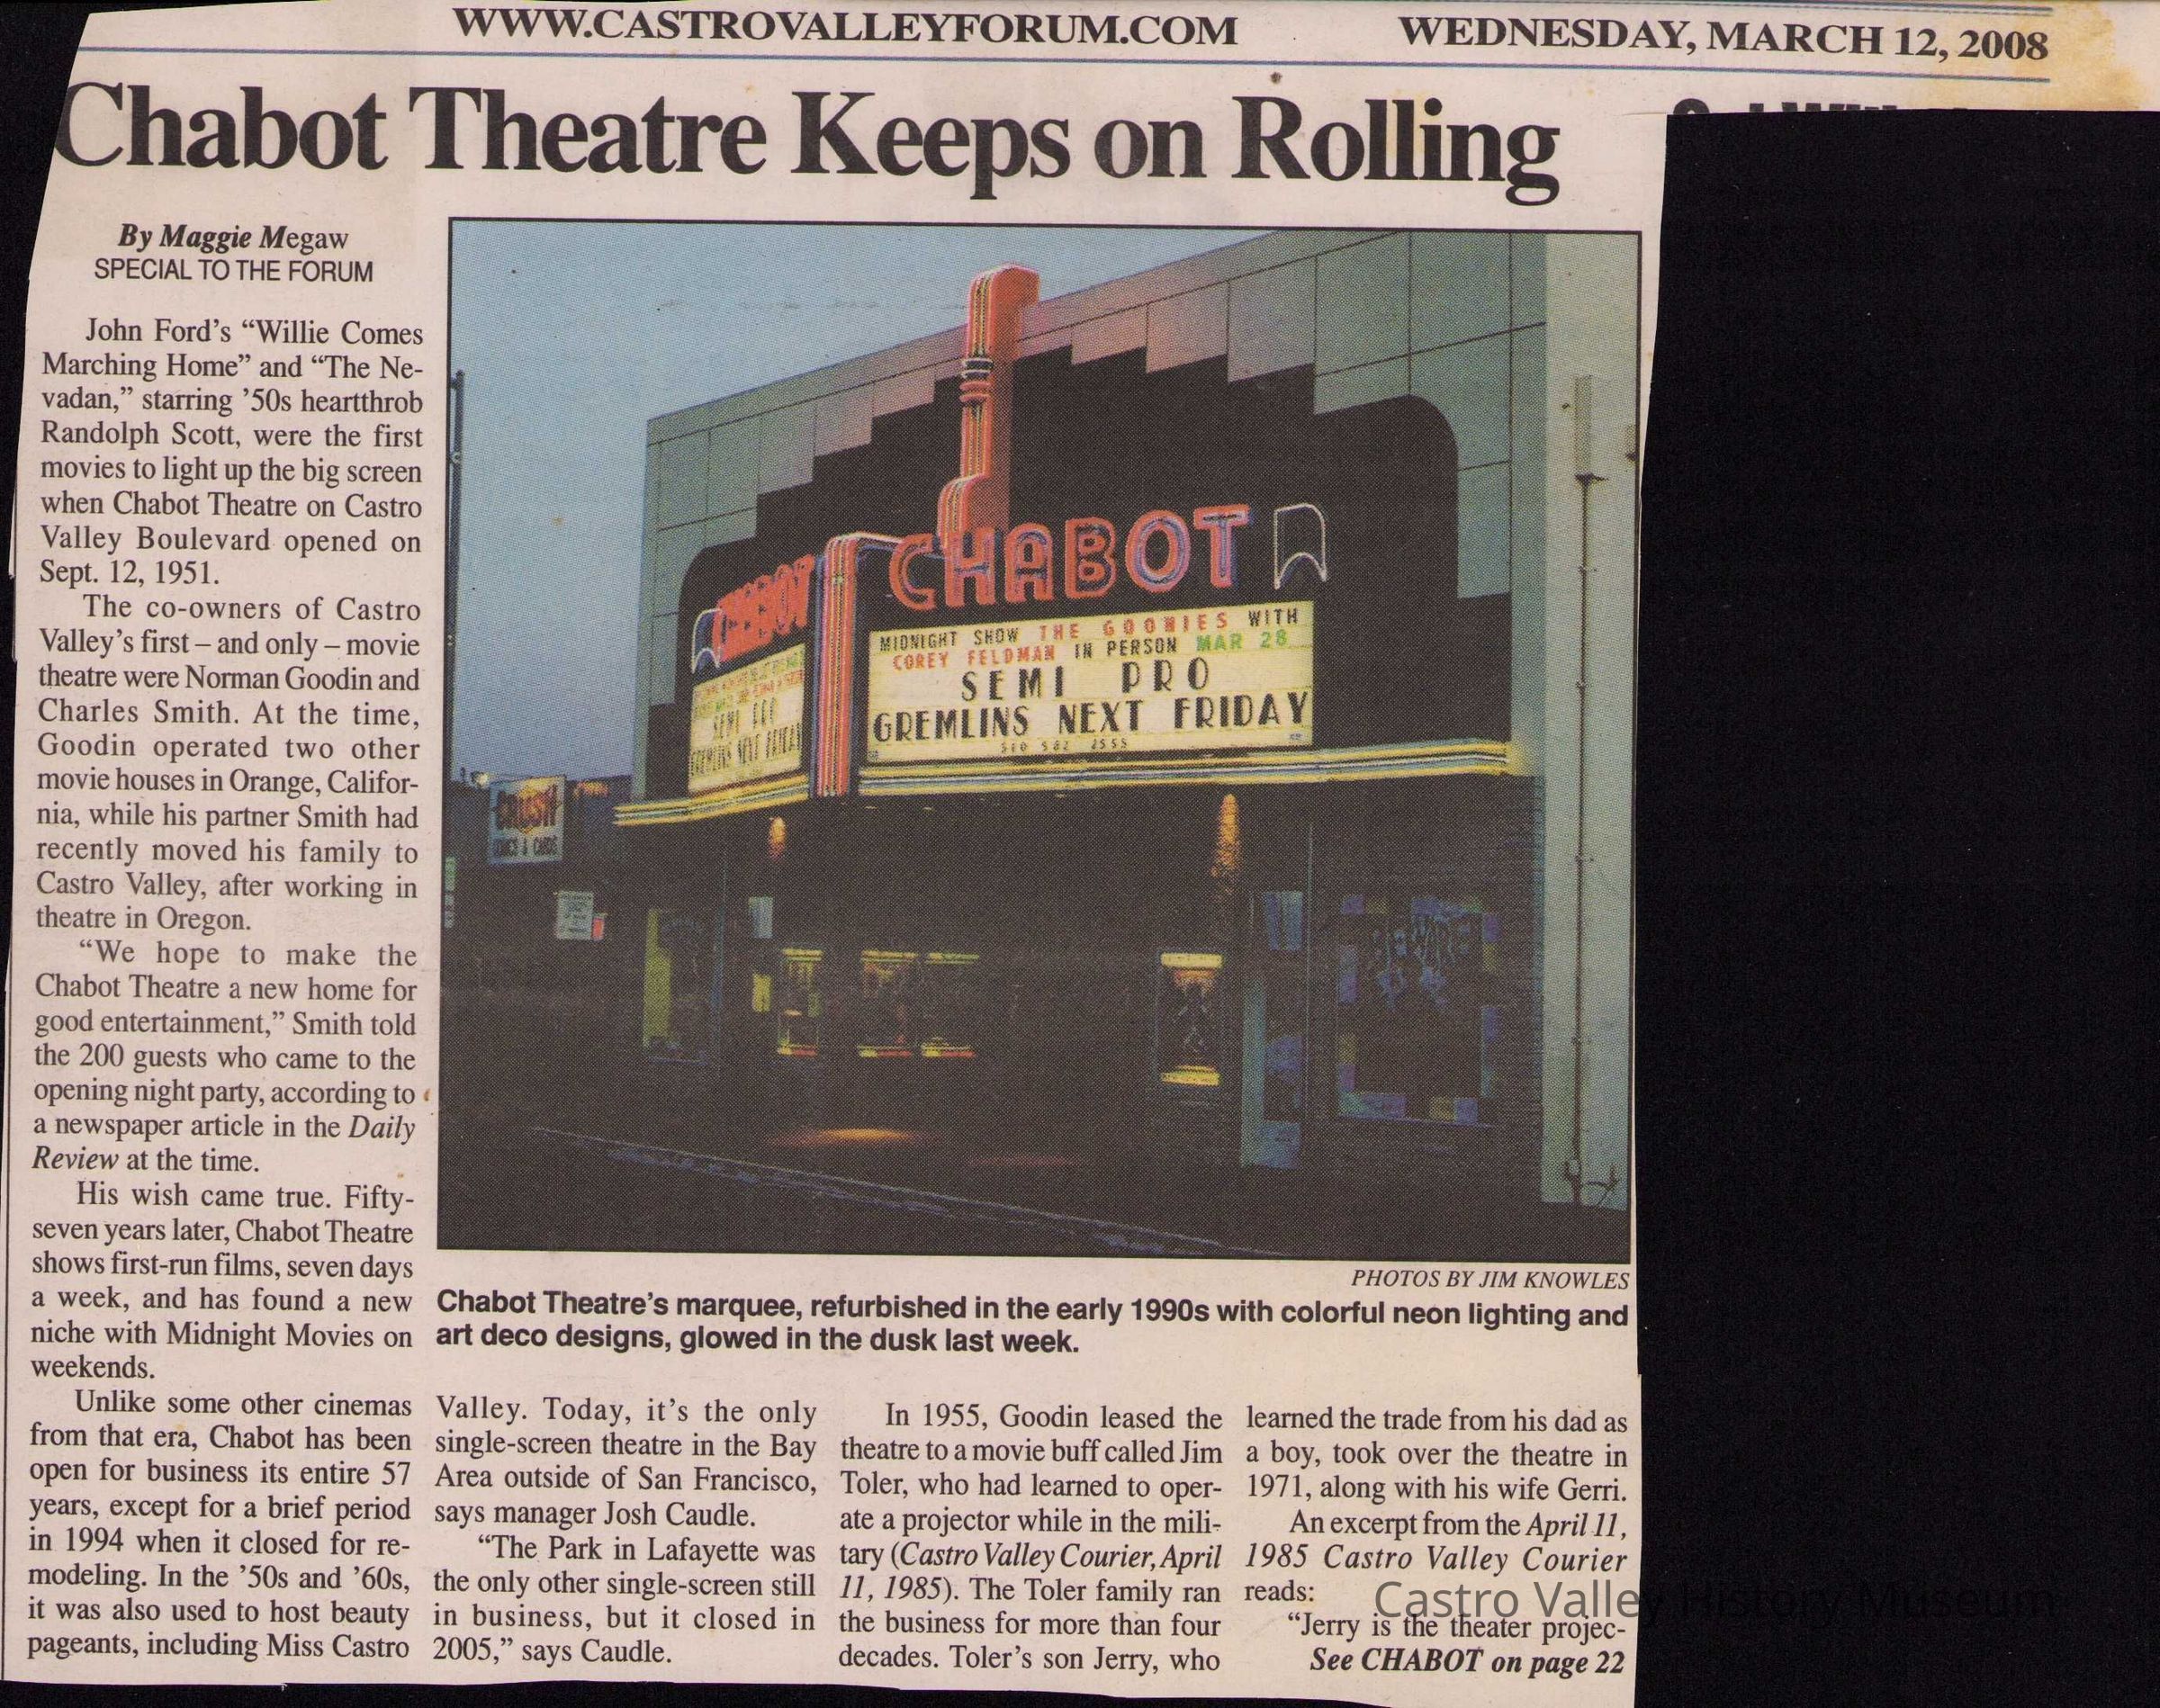 WWW.CASTROVALLEYFORUM.COM
WEDNESDAY, MARCH 12, 2008
Chabot Theatre Keeps on Rolling
By Maggie Megaw
SPECIAL TO THE FORUM
John Ford's “Willie Comes
Marching Home” and “The Ne-
vadan,” starring ’50s heartthrob
Randolph Scott, were the first
movies to light up the big screen
when Chabot Theatre on Castro
Valley Boulevard opened on
Sept. 12, 1951.
The co-owners of Castro
Valley’s first – and only – movie
theatre were Norman Goodin and
Charles Smith. At the time,
Goodin operated two other
movie houses in Orange, Califor-
nia, while his partner Smith had
recently moved his family to
Castro Valley, after working in
theatre in Oregon.
“We hope to make the
Chabot Theatre a new home for
good entertainment,” Smith told
the 200 guests who came to the
opening night party, according to
a newspaper article in the Daily
Review at the time.
His wish came true. Fifty-
seven years later, Chabot Theatre
shows first-run films, seven days
a week, and has found a new
niche with Midnight Movies on
weekends.
Unlike some other cinemas
from that era, Chabot has been
open for business its entire 57
years, except for a brief period
in 1994 when it closed for re-
modeling. In the ’50s and ’60s,
it was also used to host beauty
pageants, including Miss Castro
CHABOT
CHABOT
MIDNIGHT SHOW THE GOONIES WITH
COREY FELDMAN IN PERSON MAR 28
SEMI PRO
GREMLINS NEXT FRIDAY
510 582 2555
SEMI PRO
GREMLINS NEXT FRIDAY
CRUSH
COMICS & CARDS
PHOTOS BY JIM KNOWLES
Chabot Theatre’s marquee, refurbished in the early 1990s with colorful neon lighting and
art deco designs, glowed in the dusk last week.
Valley. Today, it’s the only
single-screen theatre in the Bay
Area outside of San Francisco,
says manager Josh Caudle.
“The Park in Lafayette was
the only other single-screen still
in business, but it closed in
2005,” says Caudle.
In 1955, Goodin leased the
theatre to a movie buff called Jim
Toler, who had learned to oper-
ate a projector while in the mili-
tary (Castro Valley Courier, April
11, 1985). The Toler family ran
the business for more than four
decades. Toler’s son Jerry, who
learned the trade from his dad as
a boy, took over the theatre in
1971, along with his wife Gerri.
An excerpt from the April 11,
1985 Castro Valley Courier
reads:
“Jerry is the theater projec-
See CHABOT on page 22
Castro Valley History Museum